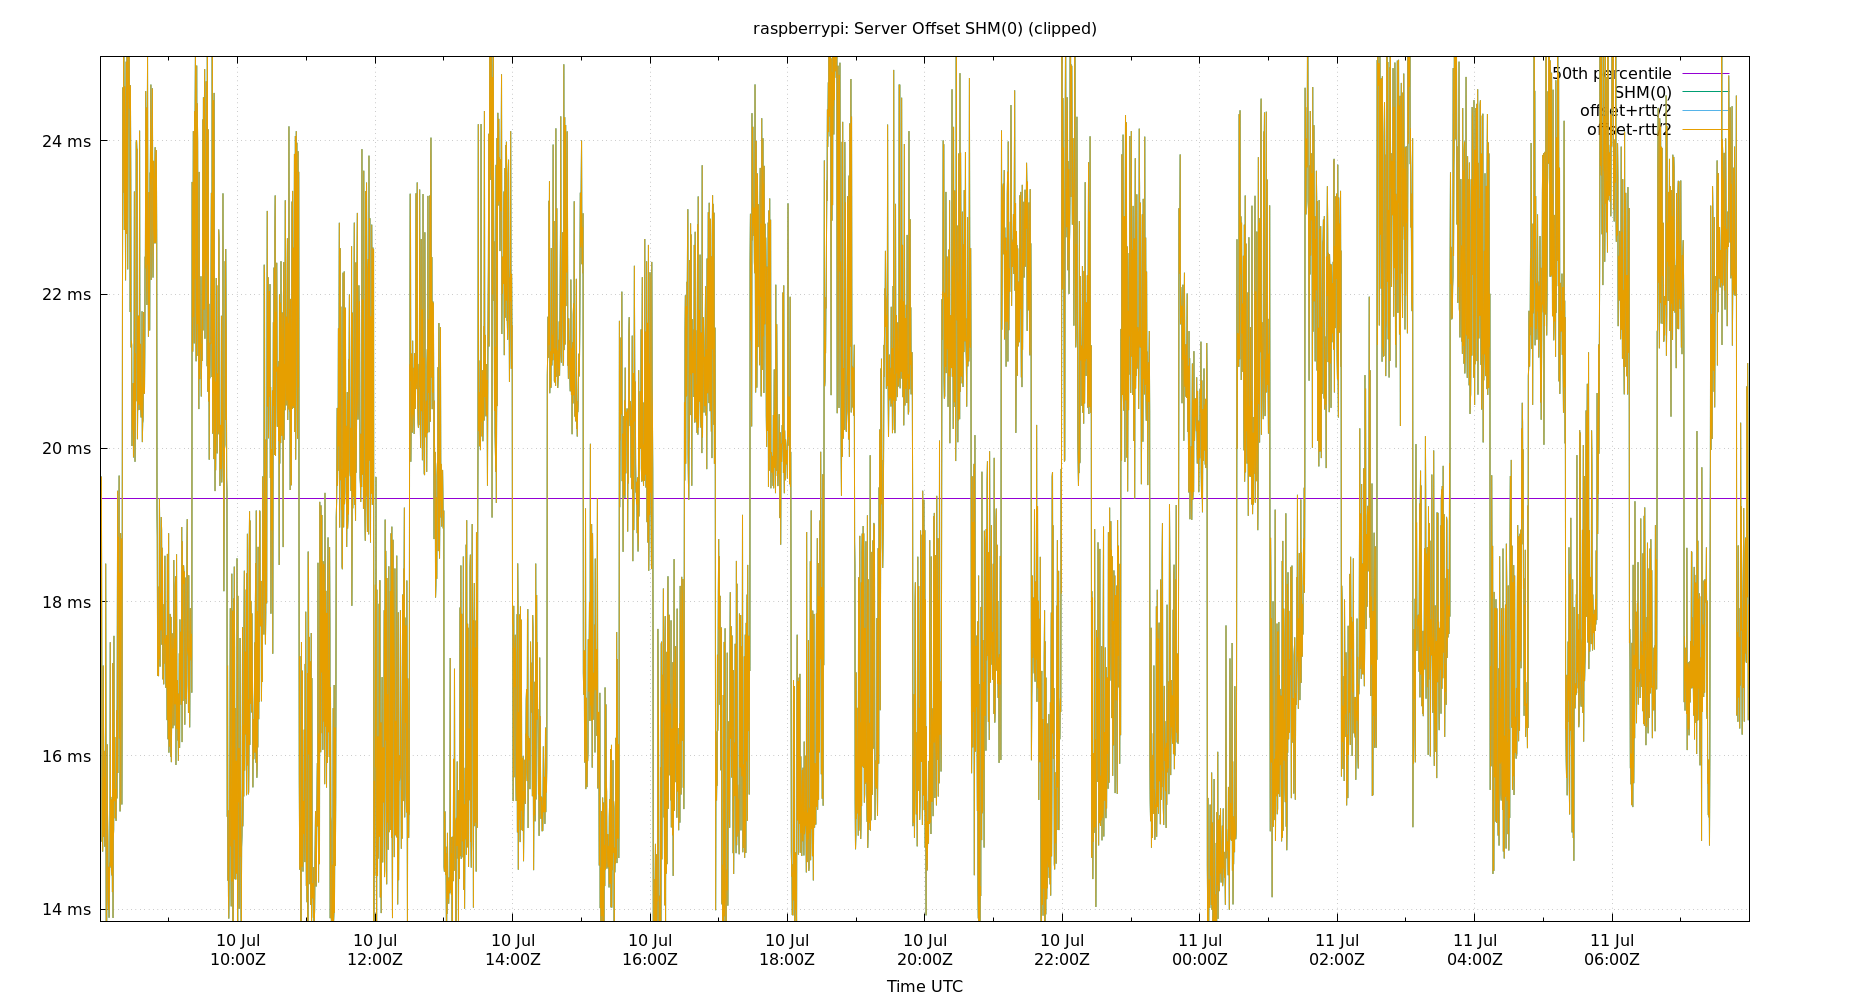 raspberrypi: Server Offset SHM(0) (clipped)
50th percentile
SHM(0)
offset+rtt/2
offset-rtt/2
24 ms
22 ms
20 ms
18 ms
16 ms
14 ms
10 Jul 10 Jul 10 Jul 10 Jul 10 Jul 10 Jul 10 Jul 11 Jul 11 Jul 11 Jul 11 Jul
10:00Z 12:00Z 14:00Z 16:00Z 18:00Z 20:00Z 22:00Z 00:00Z 02:00Z 04:00Z 06:00Z
Time UTC